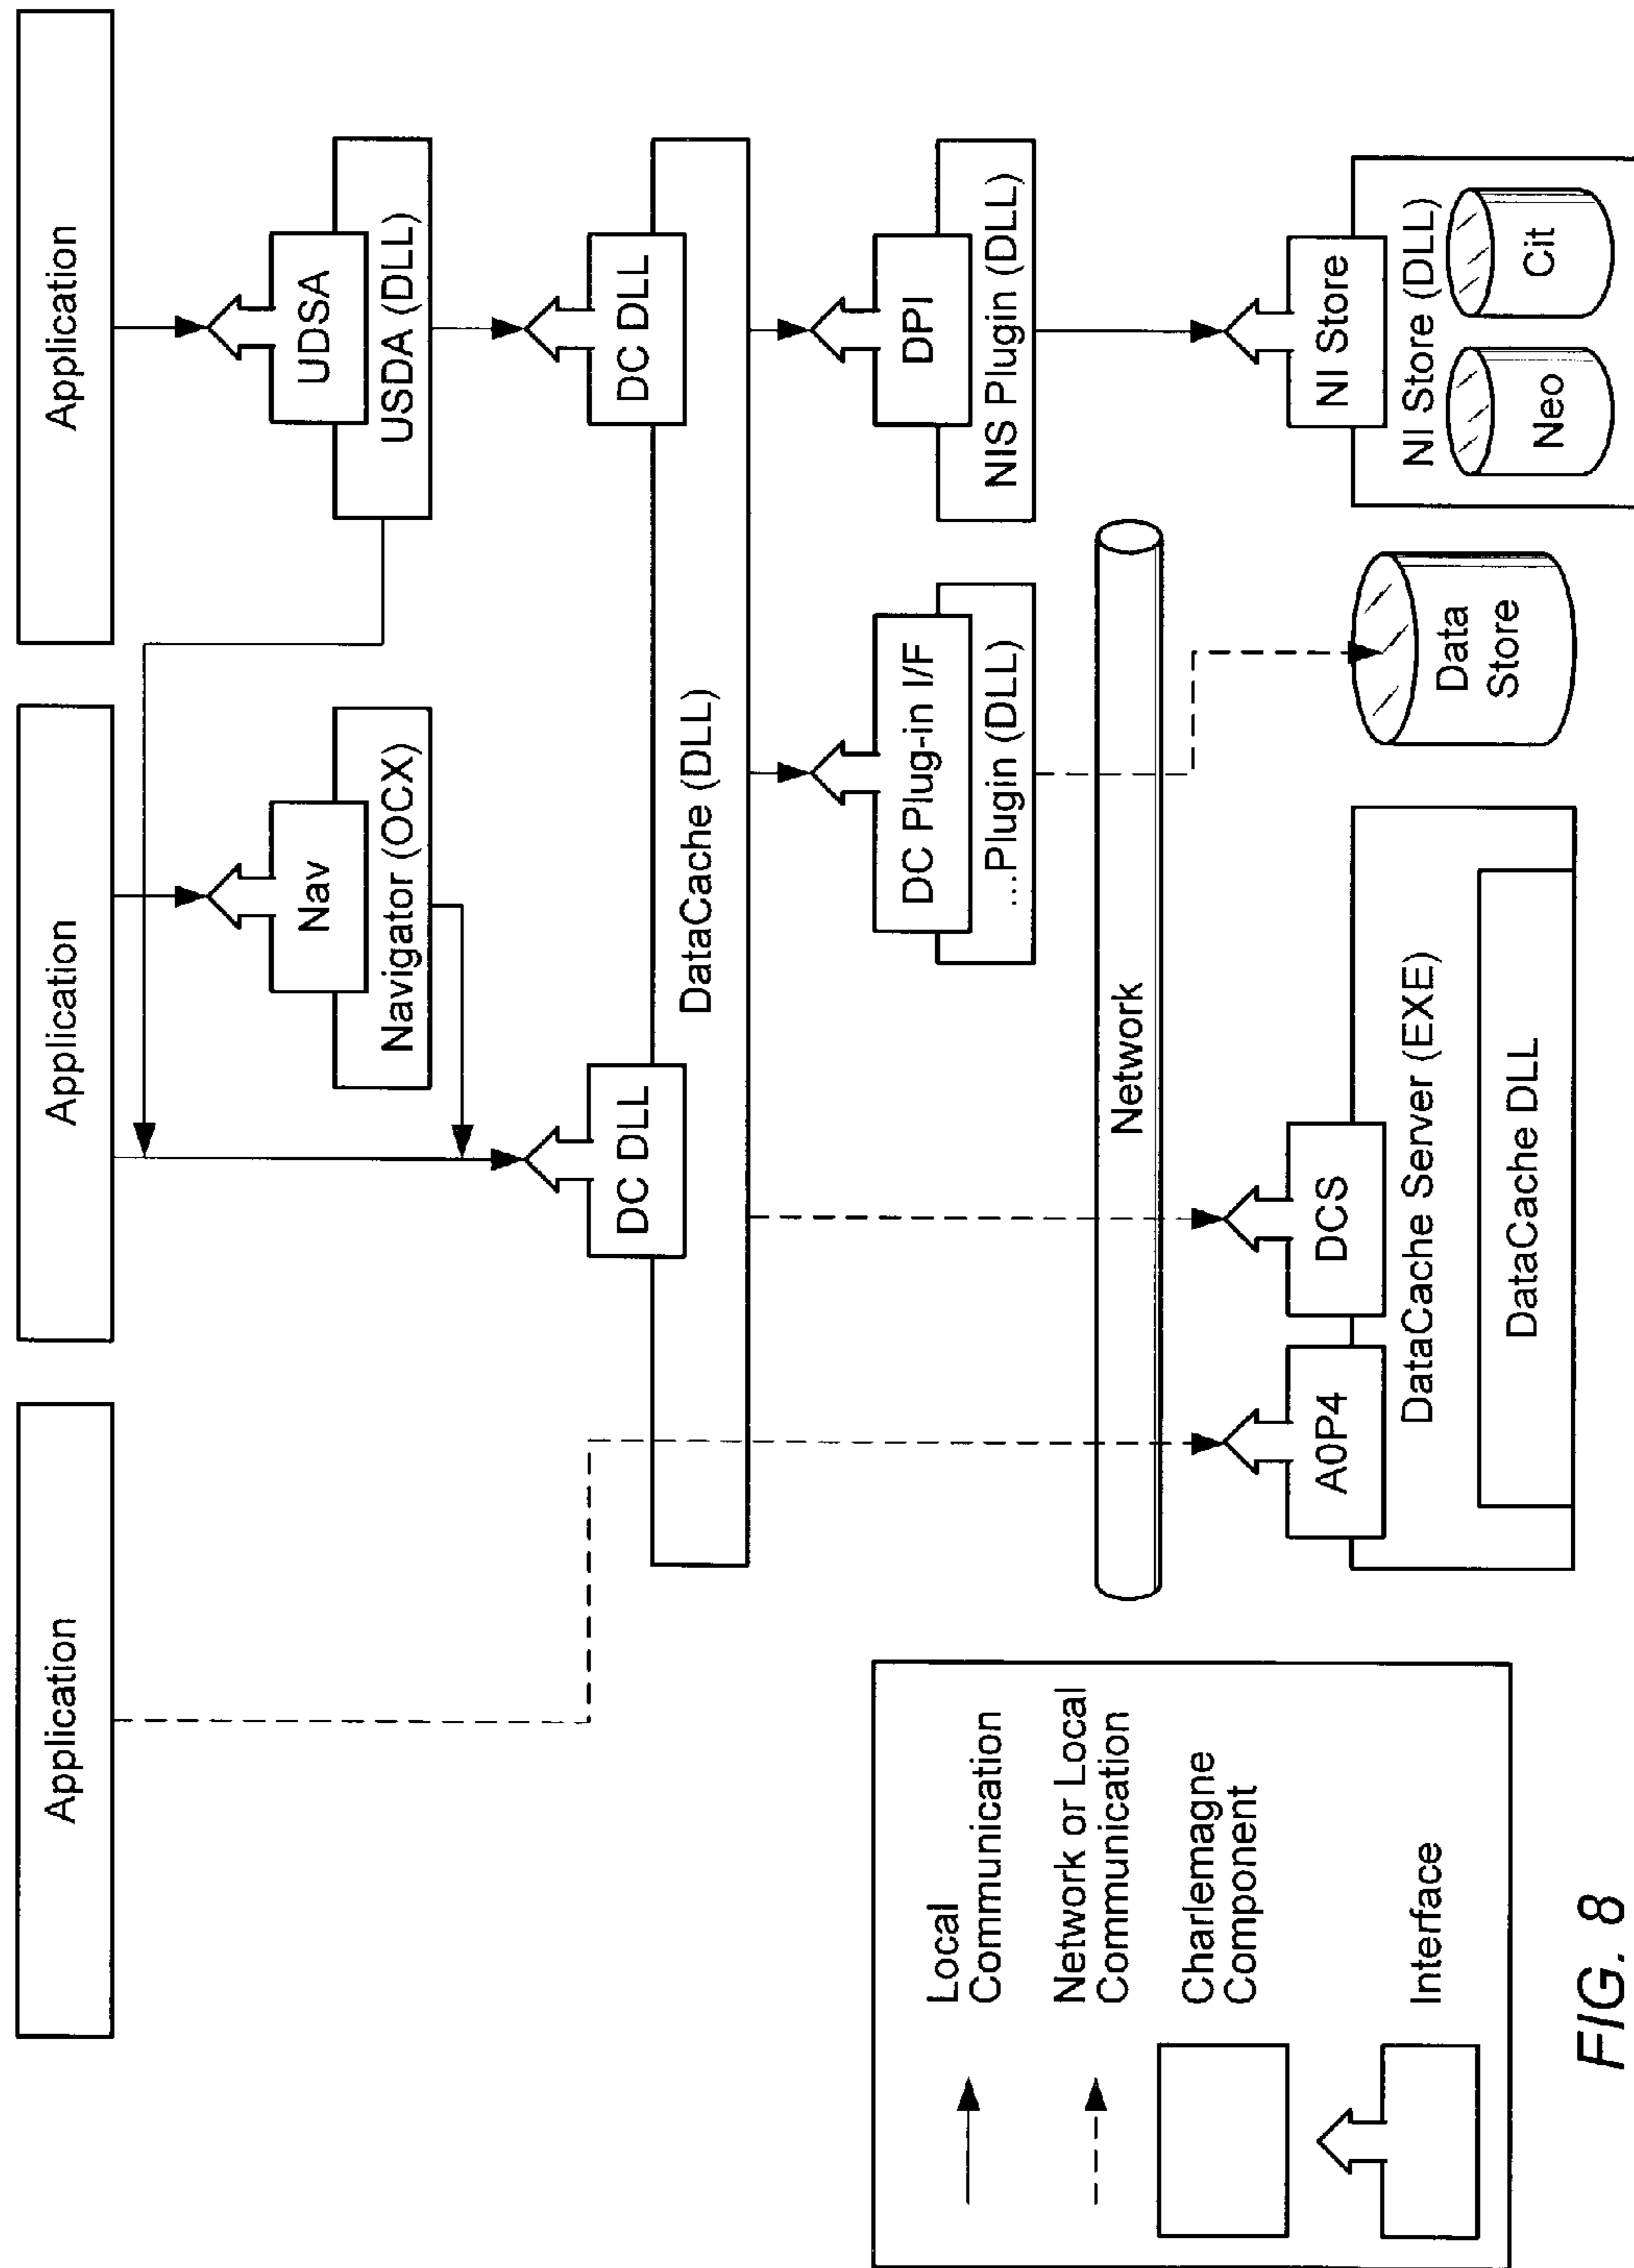 Application
Application
Application
Nav
Navigator (OCX)
UDSA
USDA (DLL)
DC DLL
DC DLL
DataCache (DLL)
DC Plug-in I/F
...Plugin (DLL)
DPI
NIS Plugin (DLL)
Network
A0P4
DCS
DataCache Server (EXE)
DataCache DLL
Data
Store
NI Store
NI Store (DLL)
Neo
Cit
Local
Communication
Network or Local
Communication
Charlemagne
Component
Interface
FIG. 8